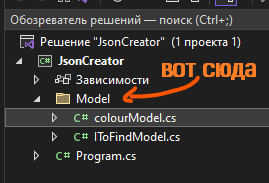 Обозреватель решений — поиск (Ctrl+;)
Решение "JsonCreator" (1 проекта 1)
JsonCreator
Зависимости
Model
вот сюда
C# colourModel.cs
C# IToFindModel.cs
C# Program.cs